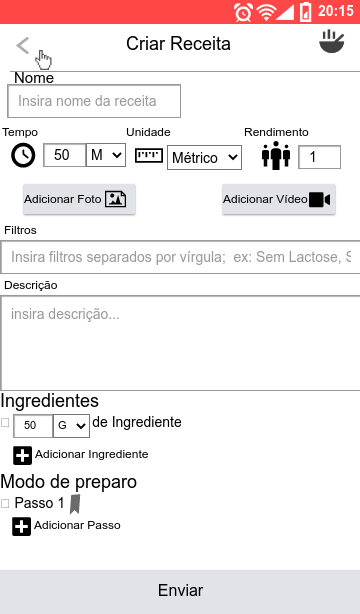 20:15
Criar Receita
Nome
Insira nome da receita
Tempo Unidade Rendimento
50 M Métrico 1
Adicionar Foto Adicionar Vídeo
Filtros
Insira filtros separados por vírgula; ex: Sem Lactose, S
Descrição
insira descrição...
Ingredientes
50 G de Ingrediente
Adicionar Ingrediente
Modo de preparo
Passo 1
Adicionar Passo
Enviar